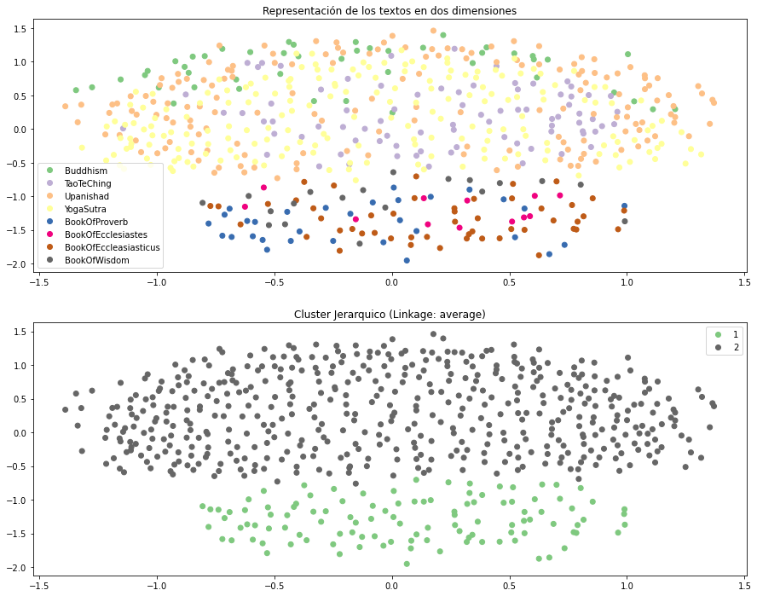 Representación de los textos en dos dimensiones
1.5
1.0
0.5
0.0
−0.5
−1.0
−1.5
−2.0
Buddhism
TaoTeChing
Upanishad
YogaSutra
BookOfProverb
BookOfEcclesiastes
BookOfEccleasiasticus
BookOfWisdom
−1.5 −1.0 −0.5 0.0 0.5 1.0 1.5
Cluster Jerarquico (Linkage: average)
1.5
1.0
0.5
0.0
−0.5
−1.0
−1.5
−2.0
1
2
−1.5 −1.0 −0.5 0.0 0.5 1.0 1.5